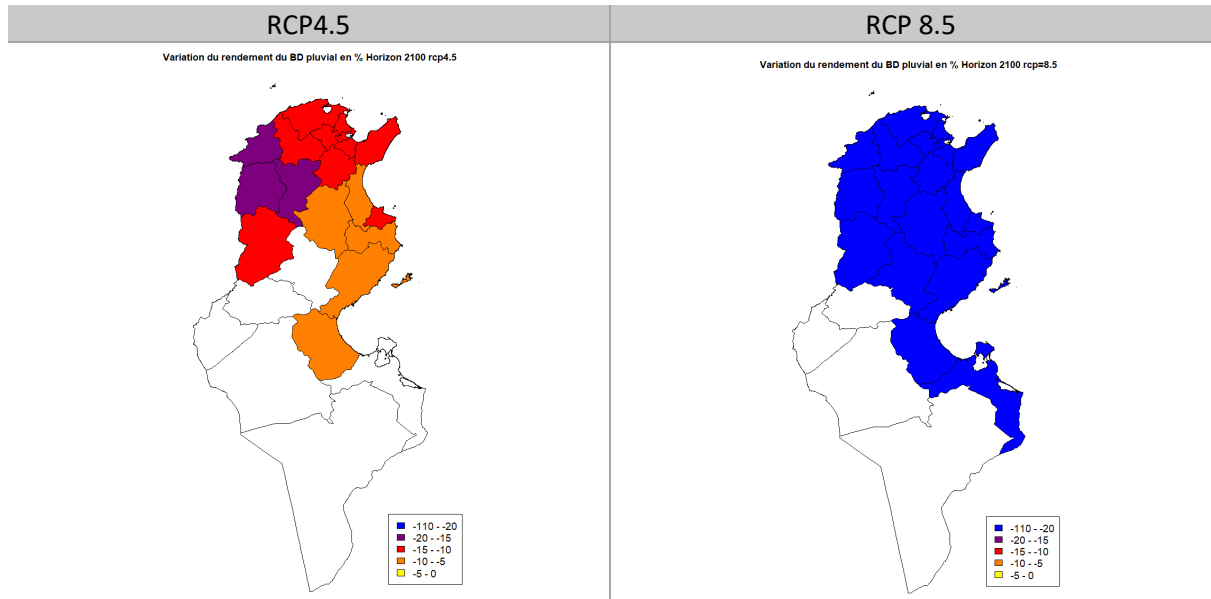 RCP4.5
RCP 8.5
Variation du rendement du BD pluvial en % Horizon 2100 rcp4.5
Variation du rendement du BD pluvial en % Horizon 2100 rcp=8.5
-110 - -20
-20 - -15
-15 - -10
-10 - -5
-5 - 0
-110 - -20
-20 - -15
-15 - -10
-10 - -5
-5 - 0